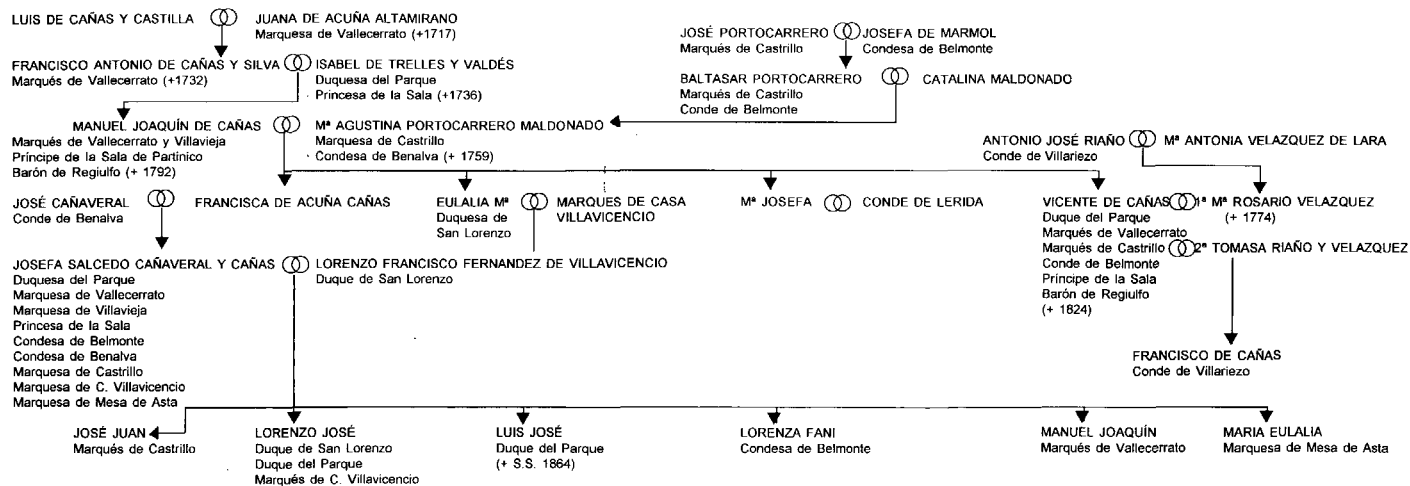 LUIS DE CAÑAS Y CASTILLA
JUANA DE ACUÑA ALTAMIRANO
Marquesa de Vallecerrato (+1717)
JOSÉ PORTOCARRERO
Marqués de Castrillo
JOSEFA DE MARMOL
Condesa de Belmonte
FRANCISCO ANTONIO DE CAÑAS Y SILVA
Marqués de Vallecerrato (+1732)
ISABEL DE TRELLES Y VALDÉS
Duquesa del Parque
Princesa de la Sala (+1736)
BALTASAR PORTOCARRERO
Marqués de Castrillo
Conde de Belmonte
CATALINA MALDONADO
MANUEL JOAQUÍN DE CAÑAS
Marqués de Vallecerrato y Villavieja
Príncipe de la Sala de Partinico
Barón de Regiulfo (+ 1792)
Mª AGUSTINA PORTOCARRERO MALDONADO
Marquesa de Castrillo
Condesa de Benalva (+ 1759)
ANTONIO JOSÉ RIAÑO
Conde de Villariezo
Mª ANTONIA VELAZQUEZ DE LARA
JOSÉ CAÑAVERAL
Conde de Benalva
FRANCISCA DE ACUÑA CAÑAS
EULALIA Mª
Duquesa de
San Lorenzo
MARQUES DE CASA
VILLAVICENCIO
Mª JOSEFA
CONDE DE LERIDA
VICENTE DE CAÑAS
Duque del Parque
Marqués de Vallecerrato
Marqués de Castrillo
Conde de Belmonte
Príncipe de la Sala
Barón de Regiulfo
(+ 1824)
1ª Mª ROSARIO VELAZQUEZ
(+ 1774)
2ª TOMASA RIAÑO Y VELAZQUEZ
JOSEFA SALCEDO CAÑAVERAL Y CAÑAS
Duquesa del Parque
Marquesa de Vallecerrato
Marquesa de Villavieja
Princesa de la Sala
Condesa de Belmonte
Condesa de Benalva
Marquesa de Castrillo
Marquesa de C. Villavicencio
Marquesa de Mesa de Asta
LORENZO FRANCISCO FERNANDEZ DE VILLAVICENCIO
Duque de San Lorenzo
FRANCISCO DE CAÑAS
Conde de Villariezo
JOSÉ JUAN
Marqués de Castrillo
LORENZO JOSÉ
Duque de San Lorenzo
Duque del Parque
Marqués de C. Villavicencio
LUIS JOSÉ
Duque del Parque
(+ S.S. 1864)
LORENZA FANI
Condesa de Belmonte
MANUEL JOAQUÍN
Marqués de Vallecerrato
MARIA EULALIA
Marquesa de Mesa de Asta